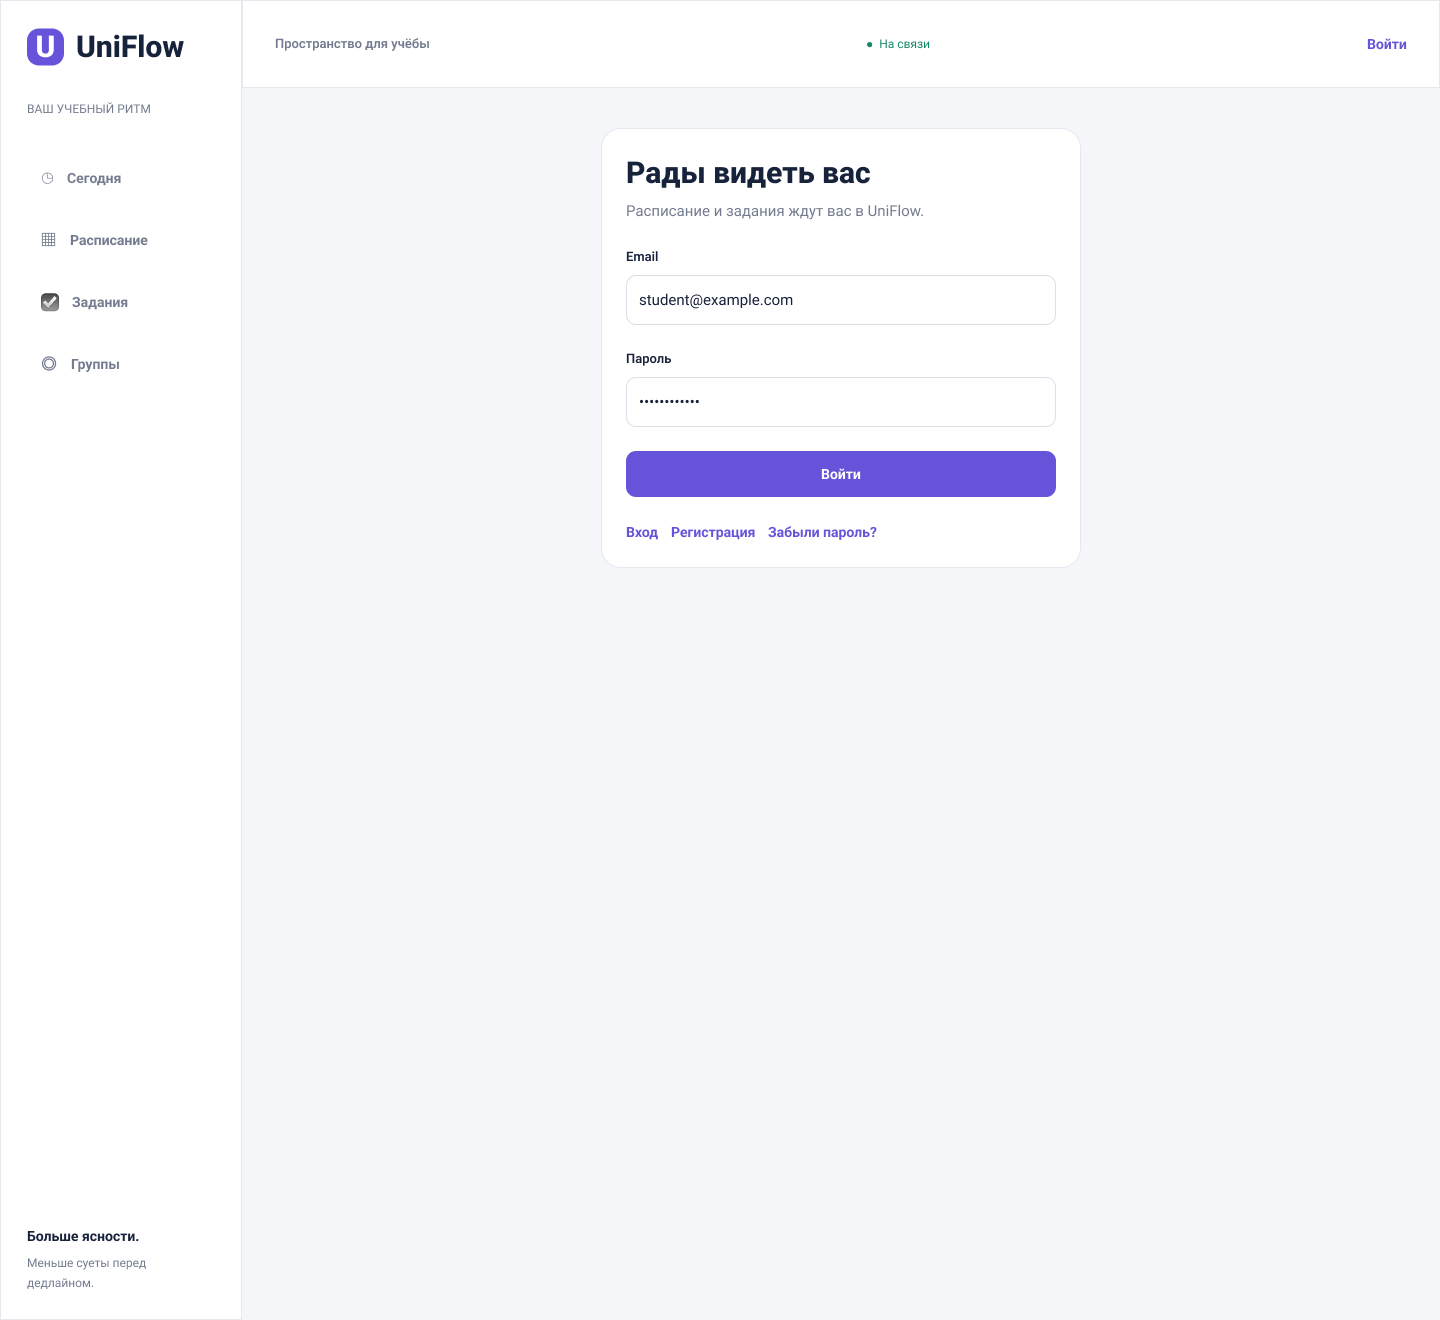 U UniFlow
ВАШ УЧЕБНЫЙ РИТМ
Сегодня
Расписание
Задания
Группы
Больше ясности.
Меньше суеты перед
дедлайном.
Пространство для учёбы
На связи
Войти
Рады видеть вас
Расписание и задания ждут вас в UniFlow.
Email
student@example.com
Пароль
••••••••••••
Войти
Вход Регистрация Забыли пароль?